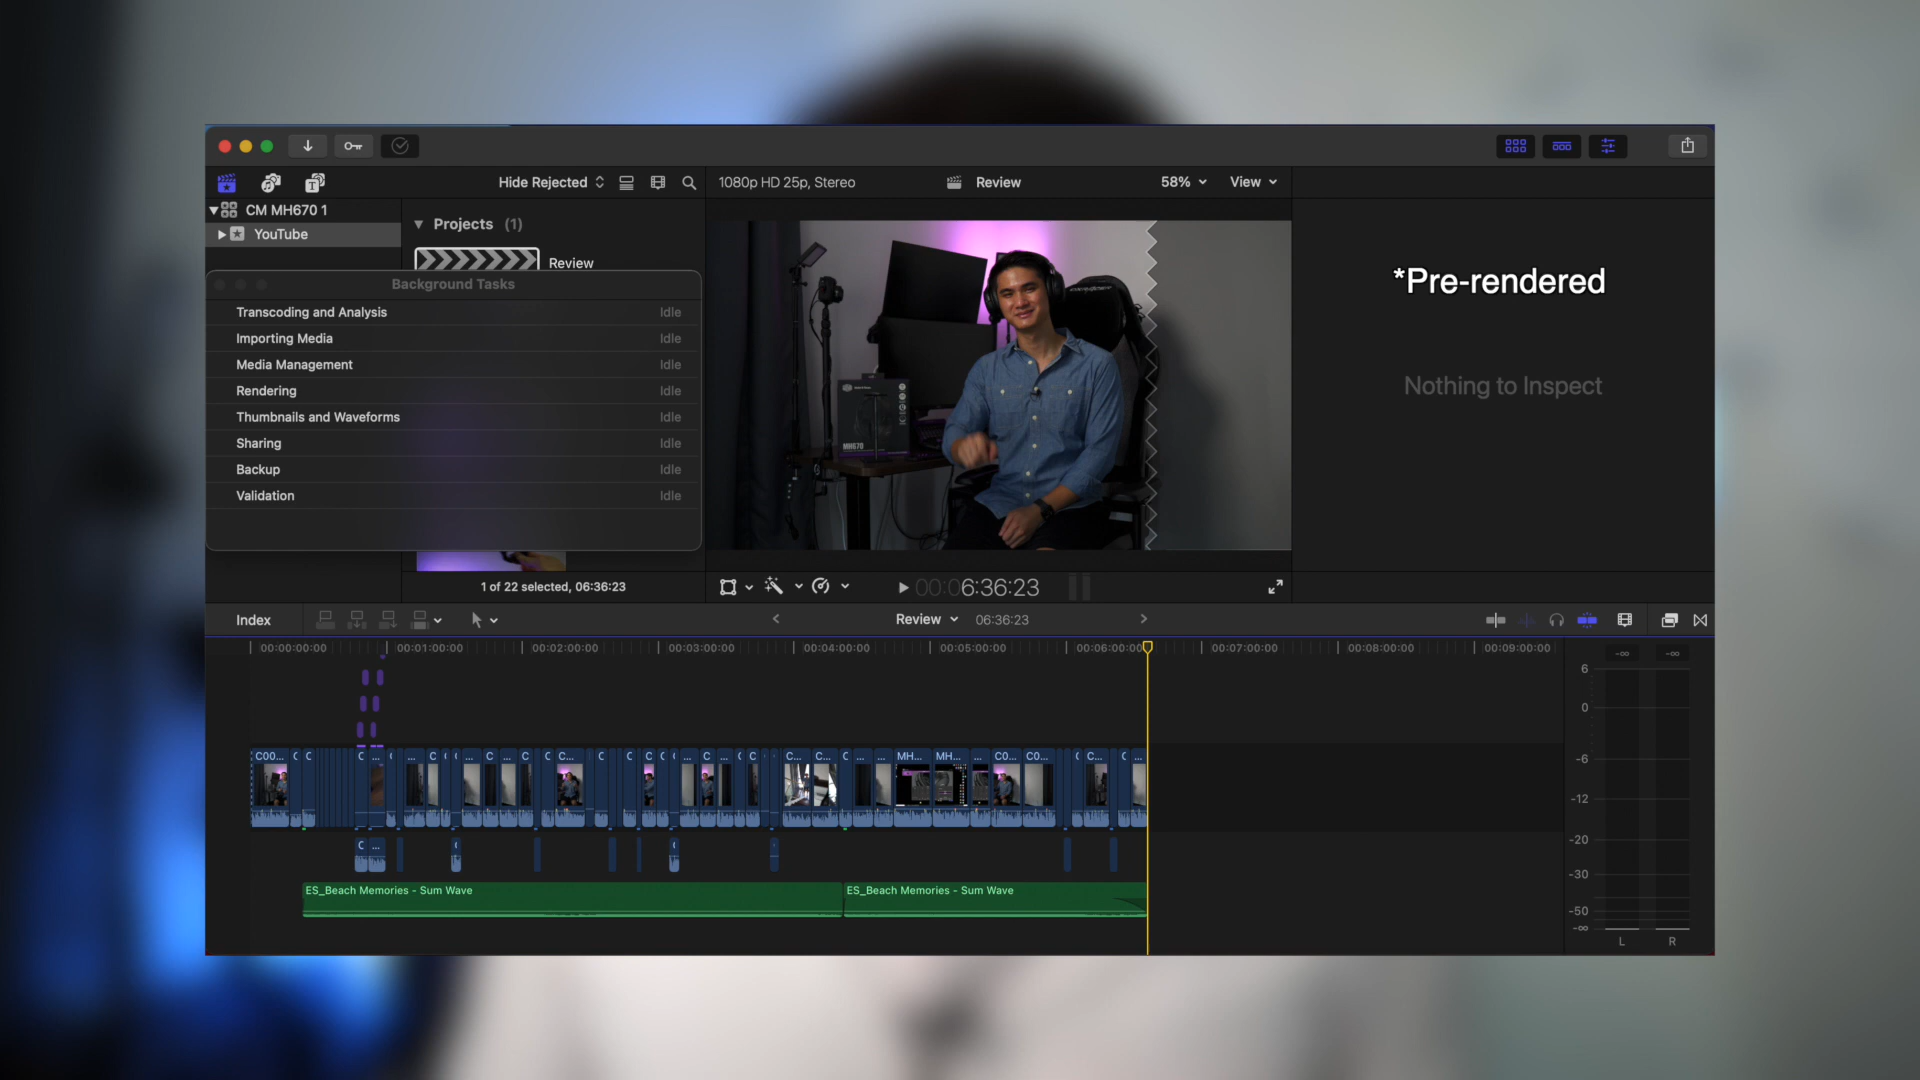 Hide Rejected
1080p HD 25p, Stereo
Review
58%
View
CM MH670 1
YouTube
Projects (1)
Review
Background Tasks
Transcoding and Analysis Idle
Importing Media Idle
Media Management Idle
Rendering Idle
Thumbnails and Waveforms Idle
Sharing Idle
Backup Idle
Validation Idle
MH670
*Pre-rendered
Nothing to Inspect
1 of 22 selected, 06:36:23
00:06:36:23
Index
Review
06:36:23
00:00:00:00 00:01:00:00 00:02:00:00 00:03:00:00 00:04:00:00 00:05:00:00 00:06:00:00 00:07:00:00 00:08:00:00 00:09:00:00
C00... C C C ... ... C C ... C ... C C... C C C C ... C ... C C... C... C ... ... MH... MH... ... C0... C0... C C... C ...
C ...
ES_Beach Memories - Sum Wave
ES_Beach Memories - Sum Wave
-∞ -∞
6
0
-6
-12
-20
-30
-50
-∞
L R